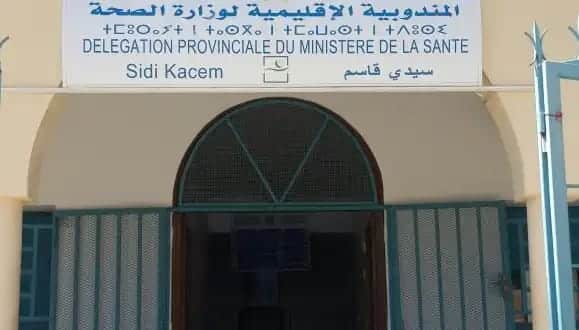 المندوبية الإقليمية لوزارة الصحة
DELEGATION PROVINCIALE DU MINISTERE DE LA SANTE
Sidi Kacem سيدي قاسم